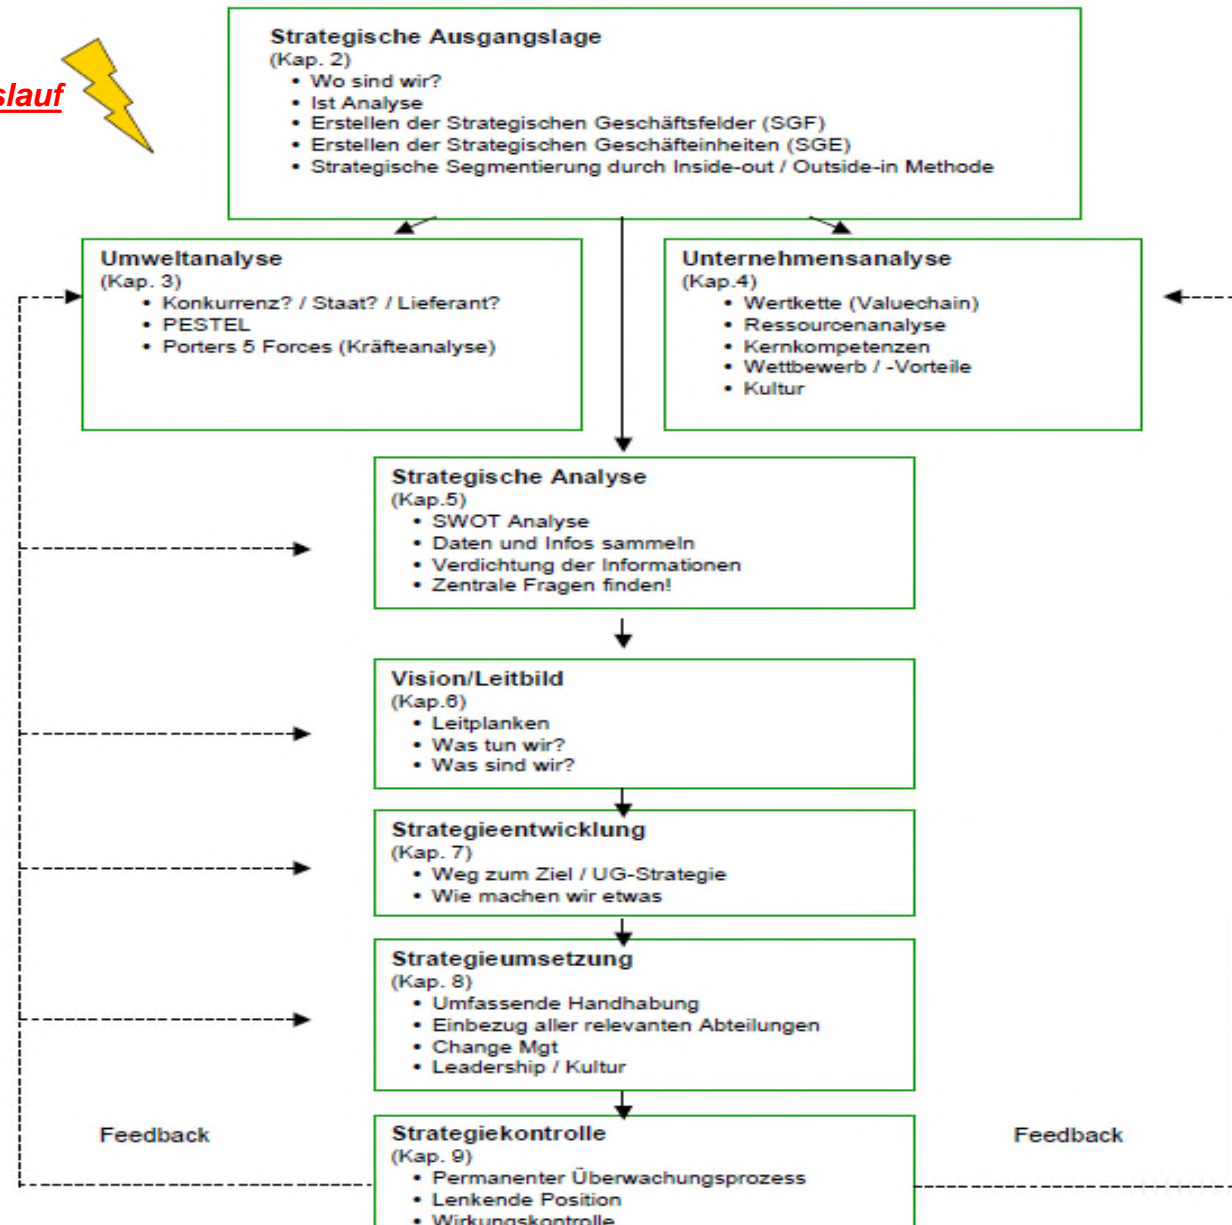 slauf
Strategische Ausgangslage
(Kap. 2)
• Wo sind wir?
• Ist Analyse
• Erstellen der Strategischen Geschäftsfelder (SGF)
• Erstellen der Strategischen Geschäfteinheiten (SGE)
• Strategische Segmentierung durch Inside-out / Outside-in Methode
Umweltanalyse
(Kap. 3)
• Konkurrenz? / Staat? / Lieferant?
• PESTEL
• Porters 5 Forces (Kräfteanalyse)
Unternehmensanalyse
(Kap.4)
• Wertkette (Valuechain)
• Ressourcenanalyse
• Kernkompetenzen
• Wettbewerb / -Vorteile
• Kultur
Strategische Analyse
(Kap.5)
• SWOT Analyse
• Daten und Infos sammeln
• Verdichtung der Informationen
• Zentrale Fragen finden!
Vision/Leitbild
(Kap.6)
• Leitplanken
• Was tun wir?
• Was sind wir?
Strategieentwicklung
(Kap. 7)
• Weg zum Ziel / UG-Strategie
• Wie machen wir etwas
Strategieumsetzung
(Kap. 8)
• Umfassende Handhabung
• Einbezug aller relevanten Abteilungen
• Change Mgt
• Leadership / Kultur
Feedback
Strategiekontrolle
(Kap. 9)
• Permanenter Überwachungsprozess
• Lenkende Position
• Wirkungskontrolle
Feedback